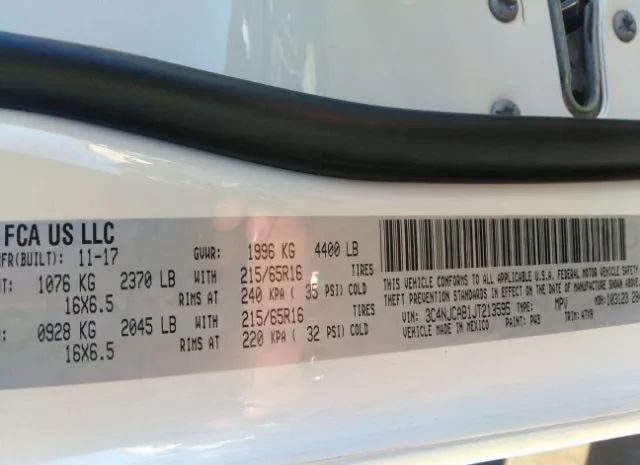 FCA US LLC
MFR(BUILT): 11-17 GVWR: 1996 KG 4400 LB
1076 KG 2370 LB WITH 215/65R16 TIRES
16X6.5 RIMS AT 240 KPA ( 35 PSI) COLD
0928 KG 2045 LB WITH 215/65R16 TIRES
16X6.5 RIMS AT 220 KPA ( 32 PSI) COLD
THIS VEHICLE CONFORMS TO ALL APPLICABLE U.S.A. FEDERAL MOTOR
VEHICLE SAFETY, BUMPER, AND
THEFT PREVENTION STANDARDS IN EFFECT ON THE DATE OF MANUFACTURE
VIN: 3C4NJCAB1JT213595 TYPE: MPV MDH: 103123
VEHICLE MADE IN MEXICO PAINT: PW3 TRIM: A7X9